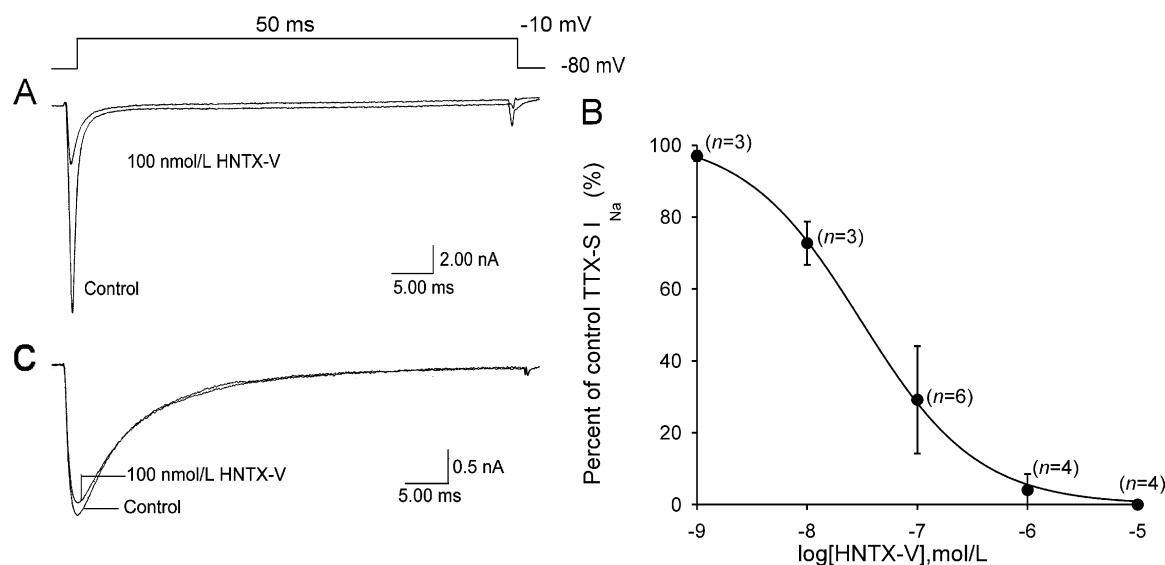 50 ms
-10 mV
-80 mV
A
100 nmol/L HNTX-V
2.00 nA
5.00 ms
Control
C
100 nmol/L HNTX-V
Control
0.5 nA
5.00 ms
B
Percent of control TTX-S I Na (%)
100
80
60
40
20
0
(n=3)
(n=3)
(n=6)
(n=4)
(n=4)
-9 -8 -7 -6 -5
log[HNTX-V],mol/L